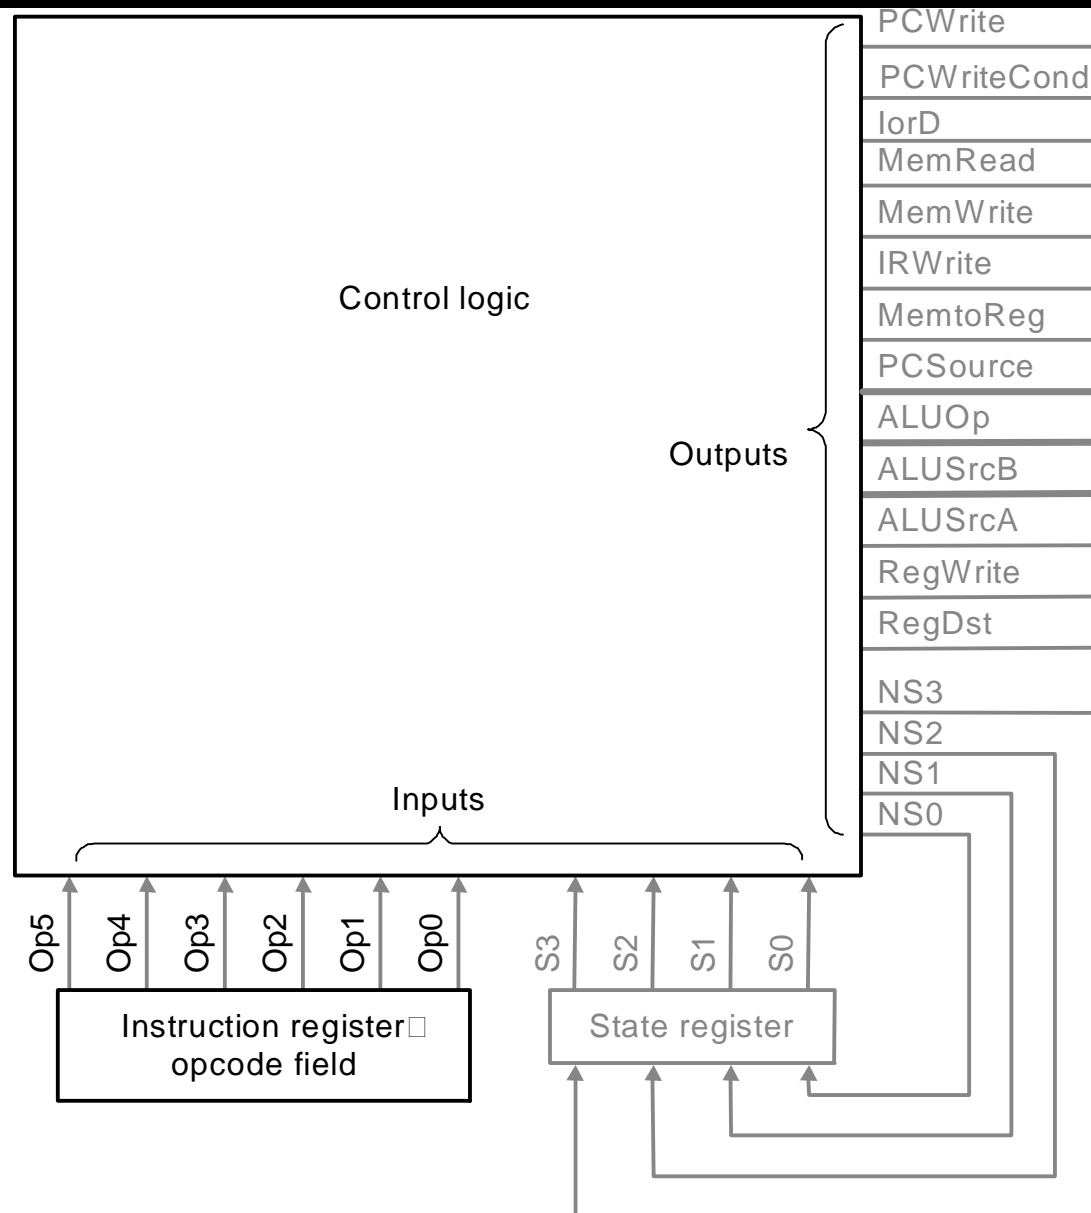 PCWrite
PCWriteCond
IorD
MemRead
MemWrite
IRWrite
Control logic
MemtoReg
PCSource
ALUOp
Outputs
ALUSrcB
ALUSrcA
RegWrite
RegDst
NS3
NS2
NS1
Inputs
NS0
Op5
Op4
Op3
Op2
Op1
Op0
S3
S2
S1
S0
Instruction register
opcode field
State register